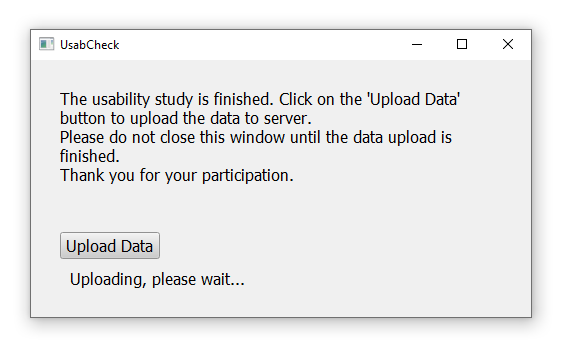 UsabCheck
The usability study is finished. Click on the 'Upload Data'
button to upload the data to server.
Please do not close this window until the data upload is
finished.
Thank you for your participation.
Upload Data
Uploading, please wait...